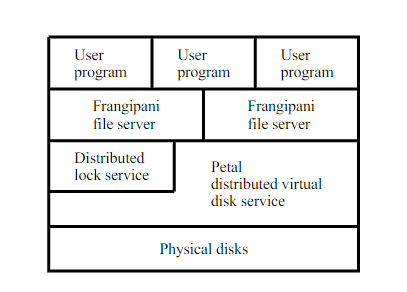 User
program
User
program
User
program
Frangipani
file server
Frangipani
file server
Distributed
lock service
Petal
distributed virtual
disk service
Physical disks